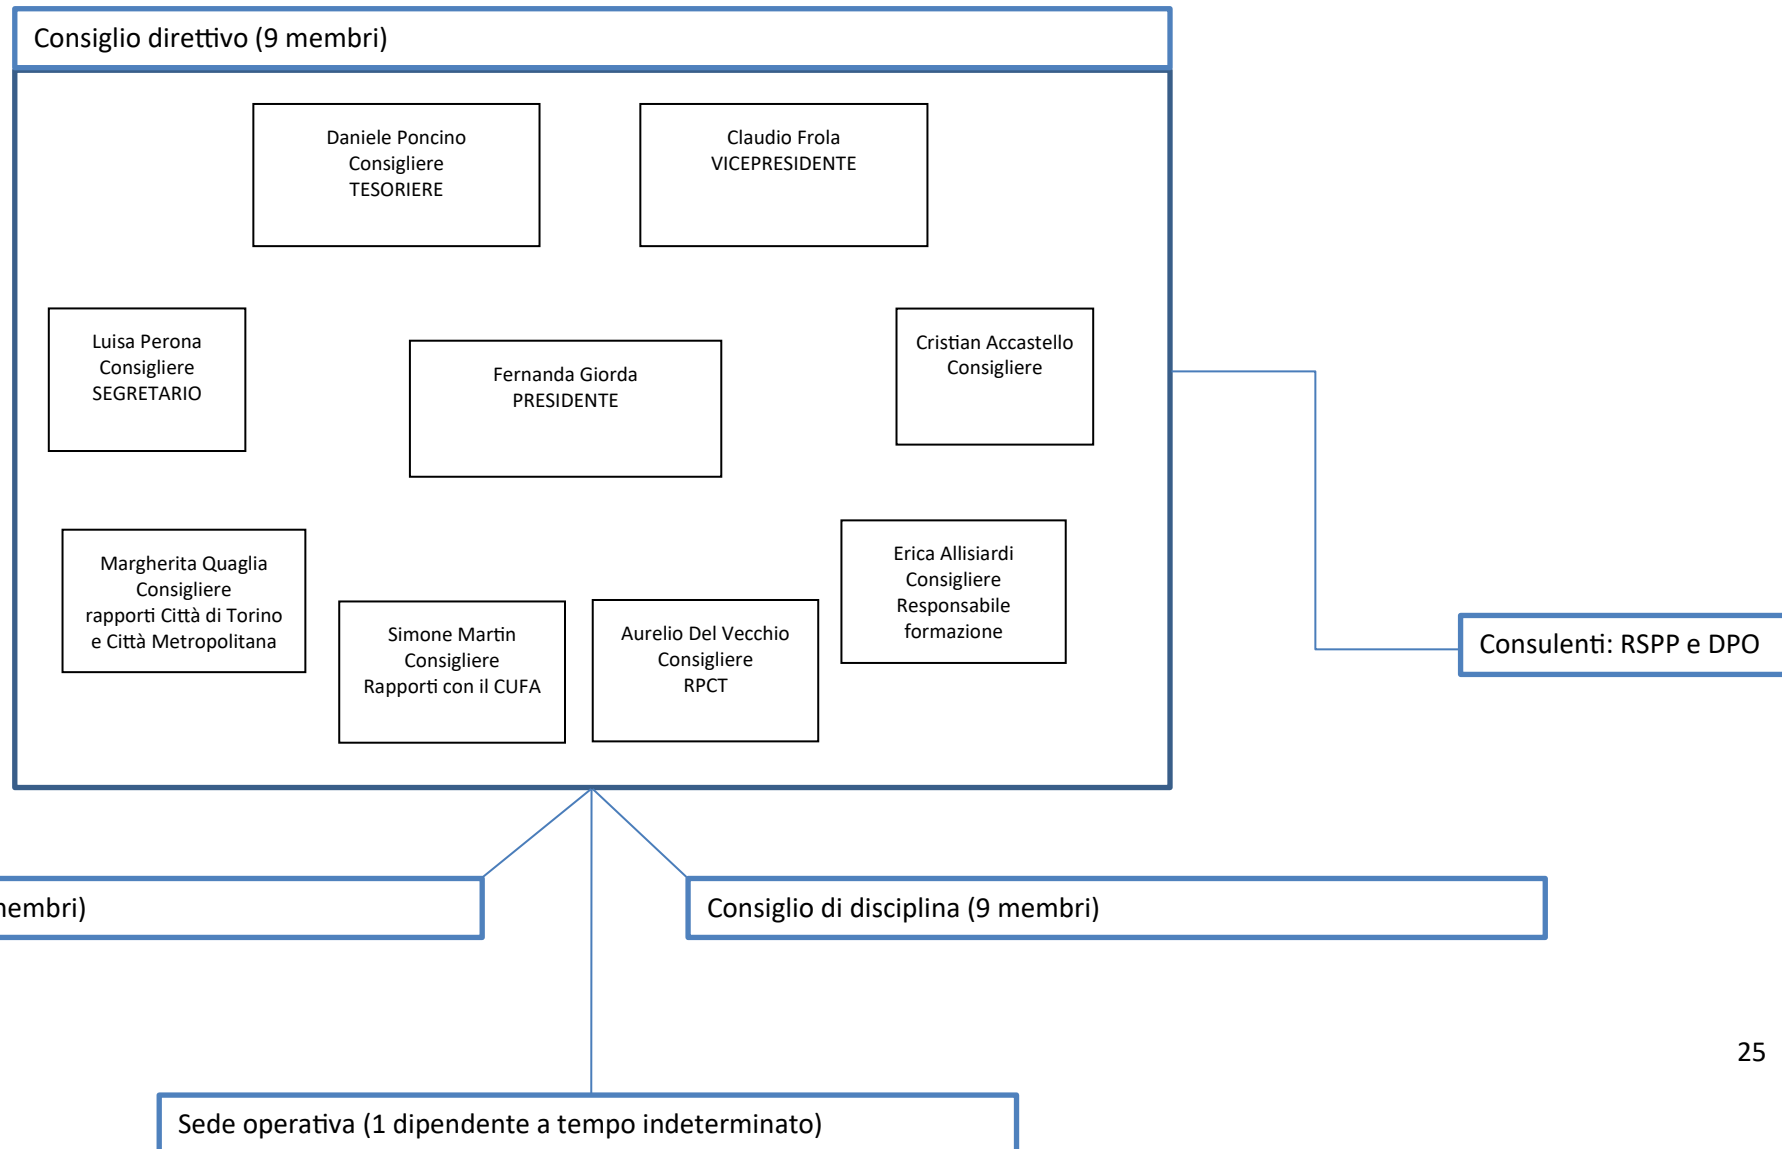 Consiglio direttivo (9 membri)
Daniele Poncino
Consigliere
TESORIERE
Claudio Frola
VICEPRESIDENTE
Luisa Perona
Consigliere
SEGRETARIO
Fernanda Giorda
PRESIDENTE
Cristian Accastello
Consigliere
Margherita Quaglia
Consigliere
rapporti Città di Torino
e Città Metropolitana
Simone Martin
Consigliere
Rapporti con il CUFA
Aurelio Del Vecchio
Consigliere
RPCT
Erica Allisiardi
Consigliere
Responsabile
formazione
Consulenti: RSPP e DPO
membri)
Consiglio di disciplina (9 membri)
25
Sede operativa (1 dipendente a tempo indeterminato)